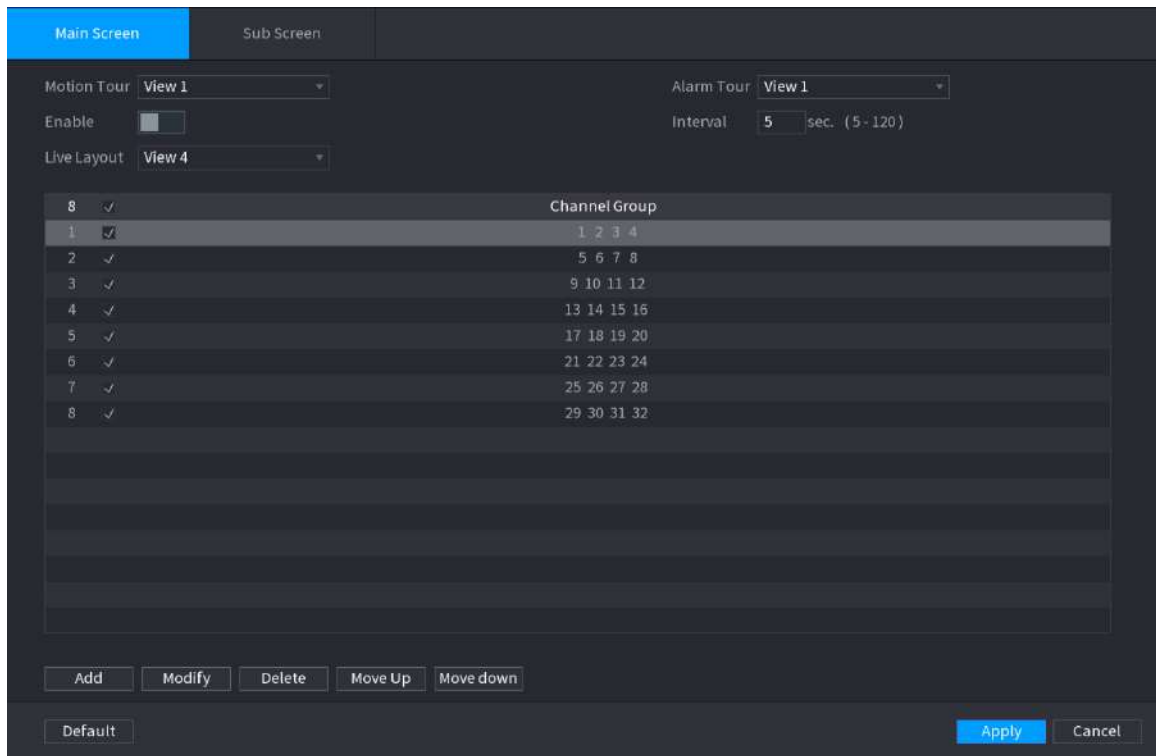 Main Screen Sub Screen
Motion Tour View 1 Alarm Tour View 1
Enable Interval 5 sec. (5-120)
Live Layout View 4
8 Channel Group
1 1 2 3 4
2 5 6 7 8
3 9 10 11 12
4 13 14 15 16
5 17 18 19 20
6 21 22 23 24
7 25 26 27 28
8 29 30 31 32
Add Modify Delete Move Up Move down
Default Apply Cancel